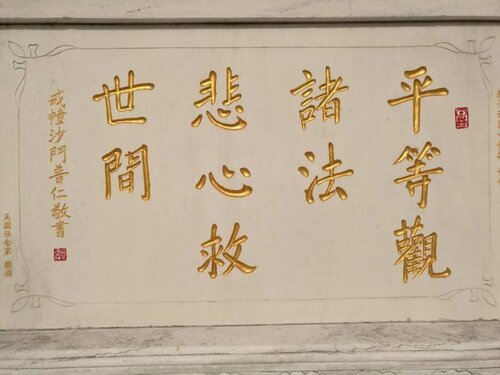 平等觀
諸法
悲心救
世間
戒幢沙門普仁敬書